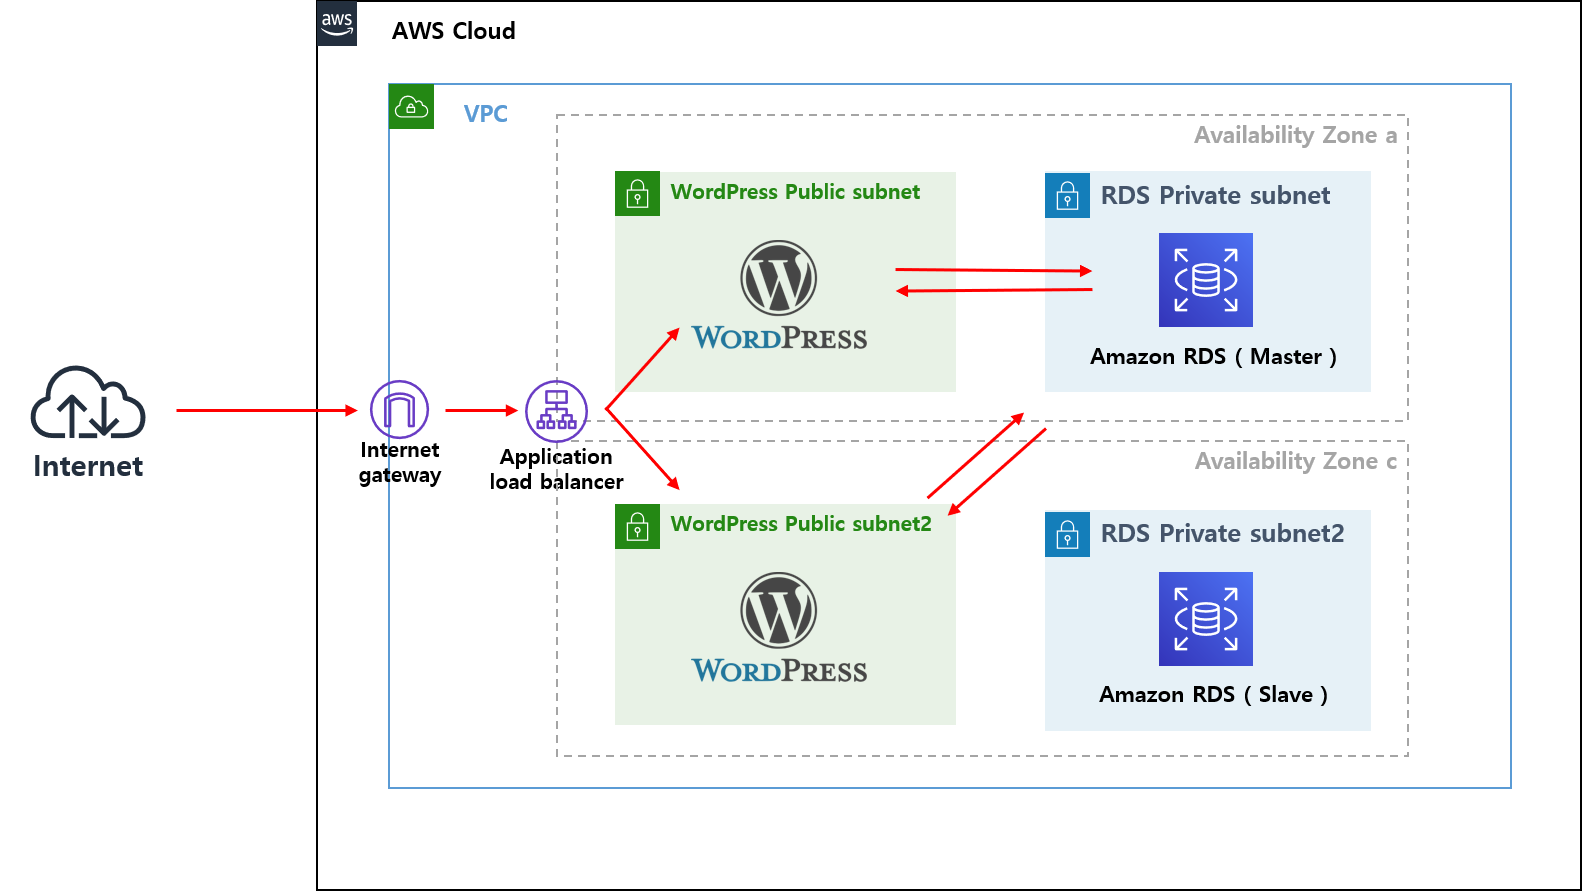 aws
AWS Cloud
VPC
Availability Zone a
WordPress Public subnet
RDS Private subnet
WORDPRESS
Amazon RDS ( Master )
Internet
Internet
gateway
Application
load balancer
Availability Zone c
WordPress Public subnet2
RDS Private subnet2
WORDPRESS
Amazon RDS ( Slave )